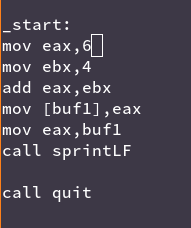 _start:
mov eax,6
mov ebx,4
add eax,ebx
mov [buf1],eax
mov eax,buf1
call sprintLF
call quit